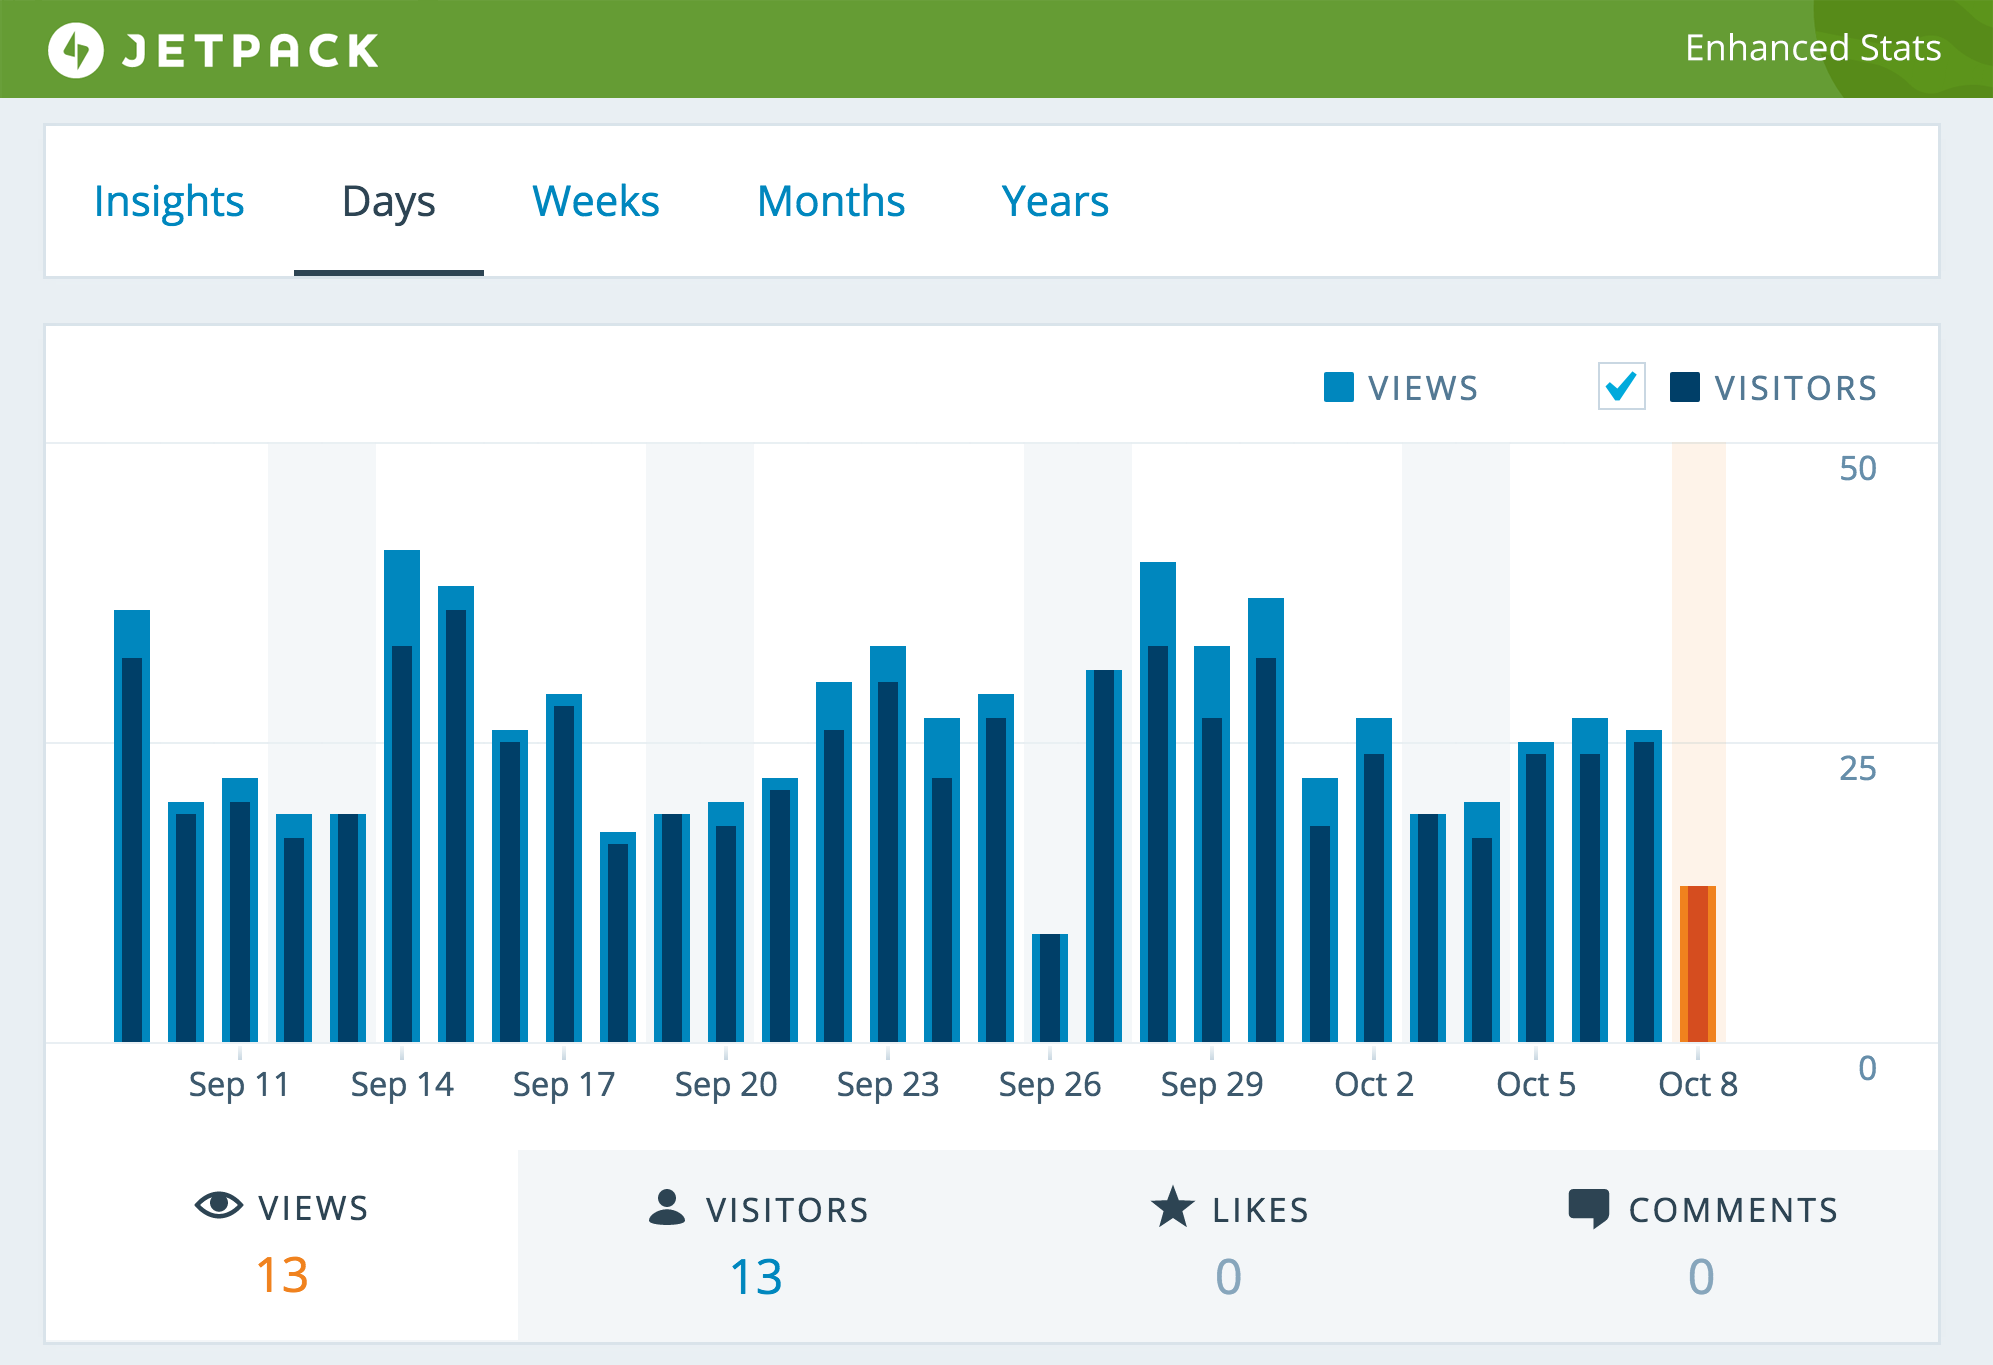 JETPACK Enhanced Stats
Insights Days Weeks Months Years
VIEWS VISITORS
50
25
0
Sep 11 Sep 14 Sep 17 Sep 20 Sep 23 Sep 26 Sep 29 Oct 2 Oct 5 Oct 8
VIEWS VISITORS LIKES COMMENTS
13 13 0 0